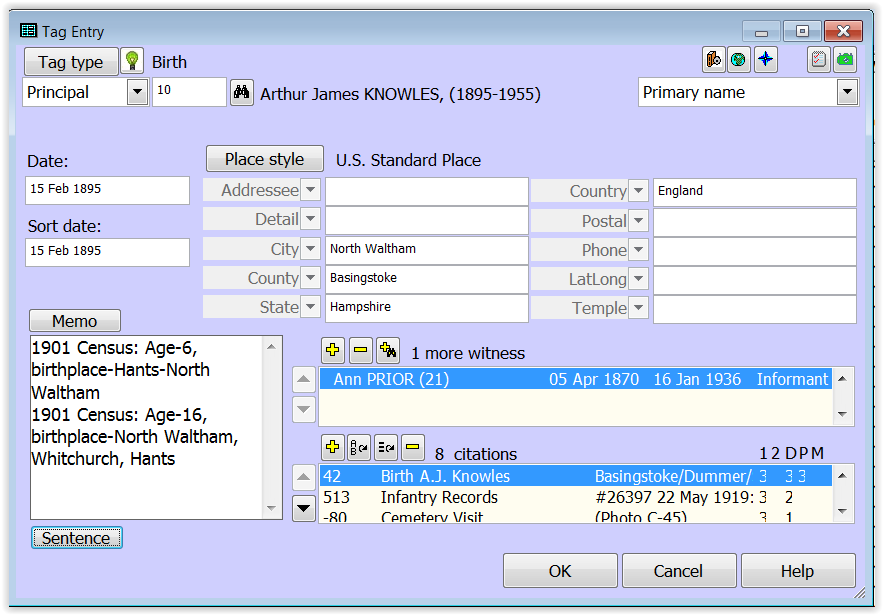 Tag Entry
Tag type Birth
Principal 10 Arthur James KNOWLES, (1895-1955) Primary name
Date: Place style U.S. Standard Place
15 Feb 1895 Addressee Country England
Sort date: Detail Postal
15 Feb 1895 City North Waltham Phone
County Basingstoke LatLong
State Hampshire Temple
Memo
1901 Census: Age-6,
birthplace-Hants-North
Waltham
1901 Census: Age-16,
birthplace-North Waltham,
Whitchurch, Hants
1 more witness
Ann PRIOR (21) 05 Apr 1870 16 Jan 1936 Informant
8 citations 1 2 D P M
42 Birth A.J. Knowles Basingstoke/Dummer/ 3 3 3
513 Infantry Records #26397 22 May 1919: 3 2
-80 Cemetery Visit (Photo C-45) 3 1
Sentence
OK Cancel Help